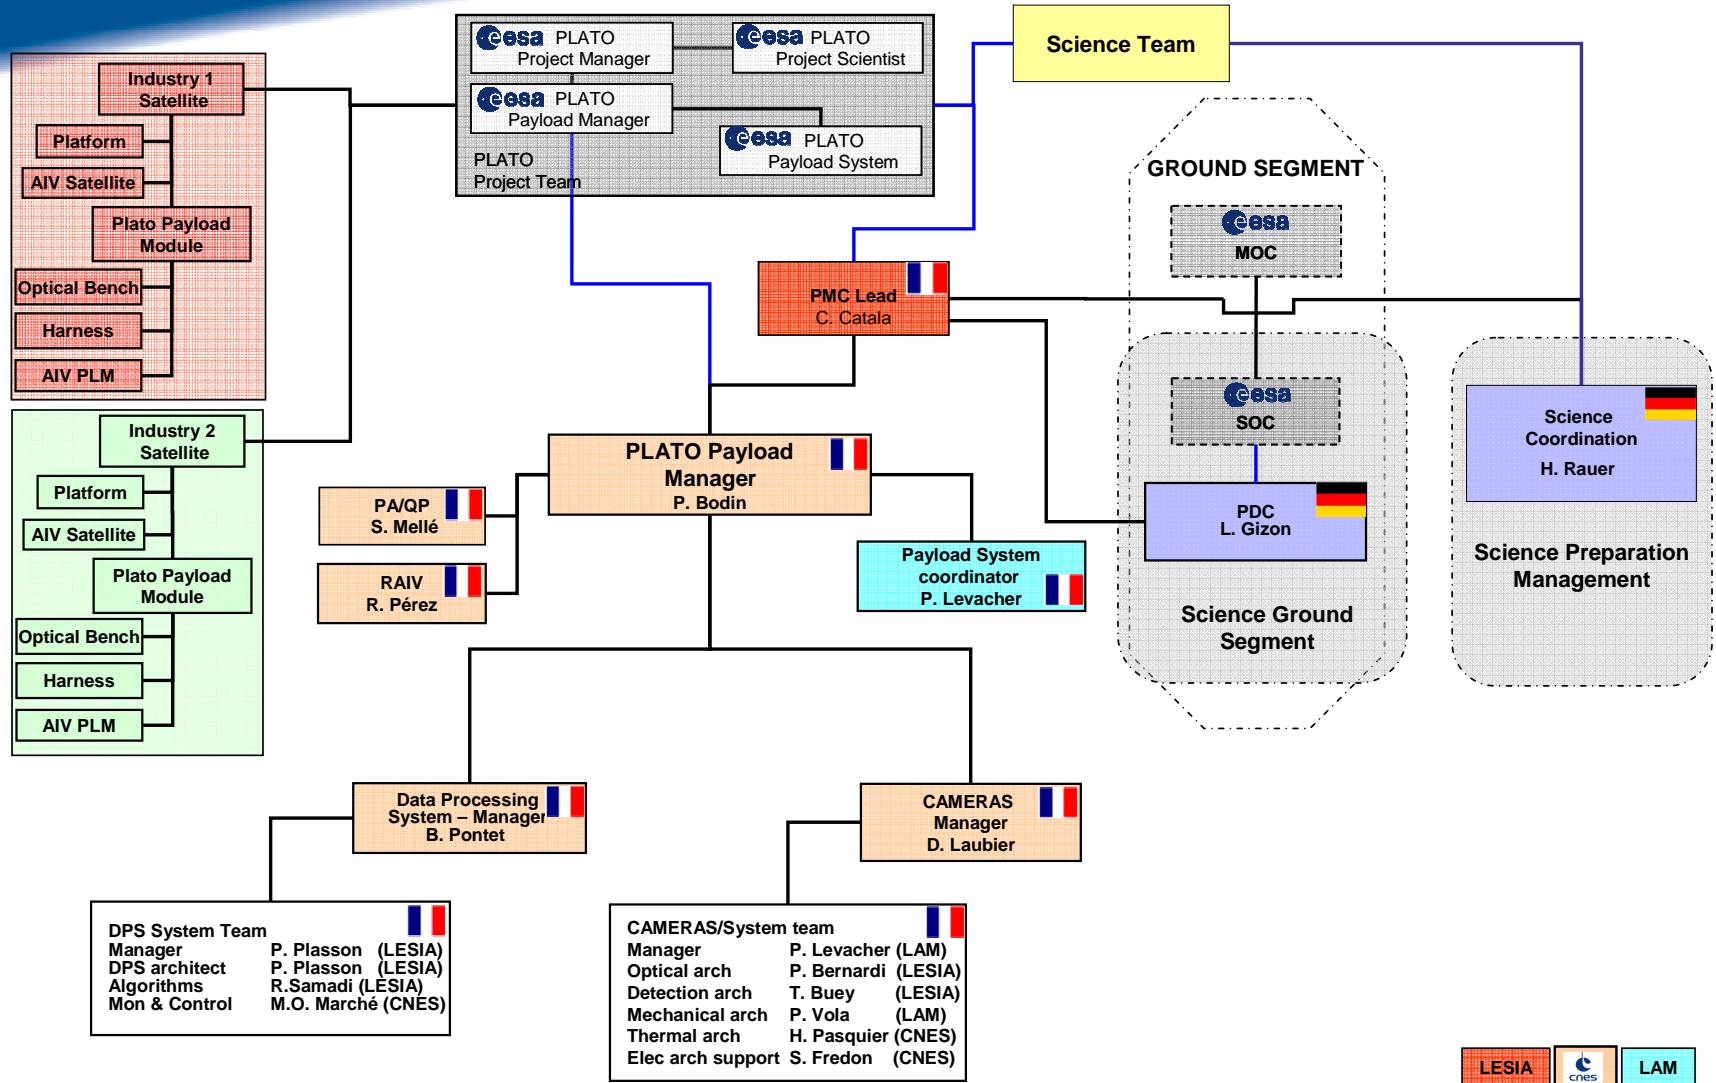 esa PLATO
Project Manager
esa PLATO
Project Scientist
esa PLATO
Payload Manager
esa PLATO
Payload System
PLATO
Project Team
Science Team
Industry 1
Satellite
Platform
AIV Satellite
Plato Payload
Module
Optical Bench
Harness
AIV PLM
Industry 2
Satellite
Platform
AIV Satellite
Plato Payload
Module
Optical Bench
Harness
AIV PLM
GROUND SEGMENT
esa
MOC
esa
SOC
PDC
L. Gizon
Science Ground
Segment
Science
Coordination
H. Rauer
Science Preparation
Management
PMC Lead
C. Catala
PLATO Payload
Manager
P. Bodin
PA/QP
S. Mellé
RAIV
R. Pérez
Payload System
coordinator
P. Levacher
Data Processing
System – Manager
B. Pontet
CAMERAS
Manager
D. Laubier
DPS System Team
Manager P. Plasson (LESIA)
DPS architect P. Plasson (LESIA)
Algorithms R.Samadi (LESIA)
Mon & Control M.O. Marché (CNES)
CAMERAS/System team
Manager P. Levacher (LAM)
Optical arch P. Bernardi (LESIA)
Detection arch T. Buey (LESIA)
Mechanical arch P. Vola (LAM)
Thermal arch H. Pasquier (CNES)
Elec arch support S. Fredon (CNES)
LESIA
cnes
LAM